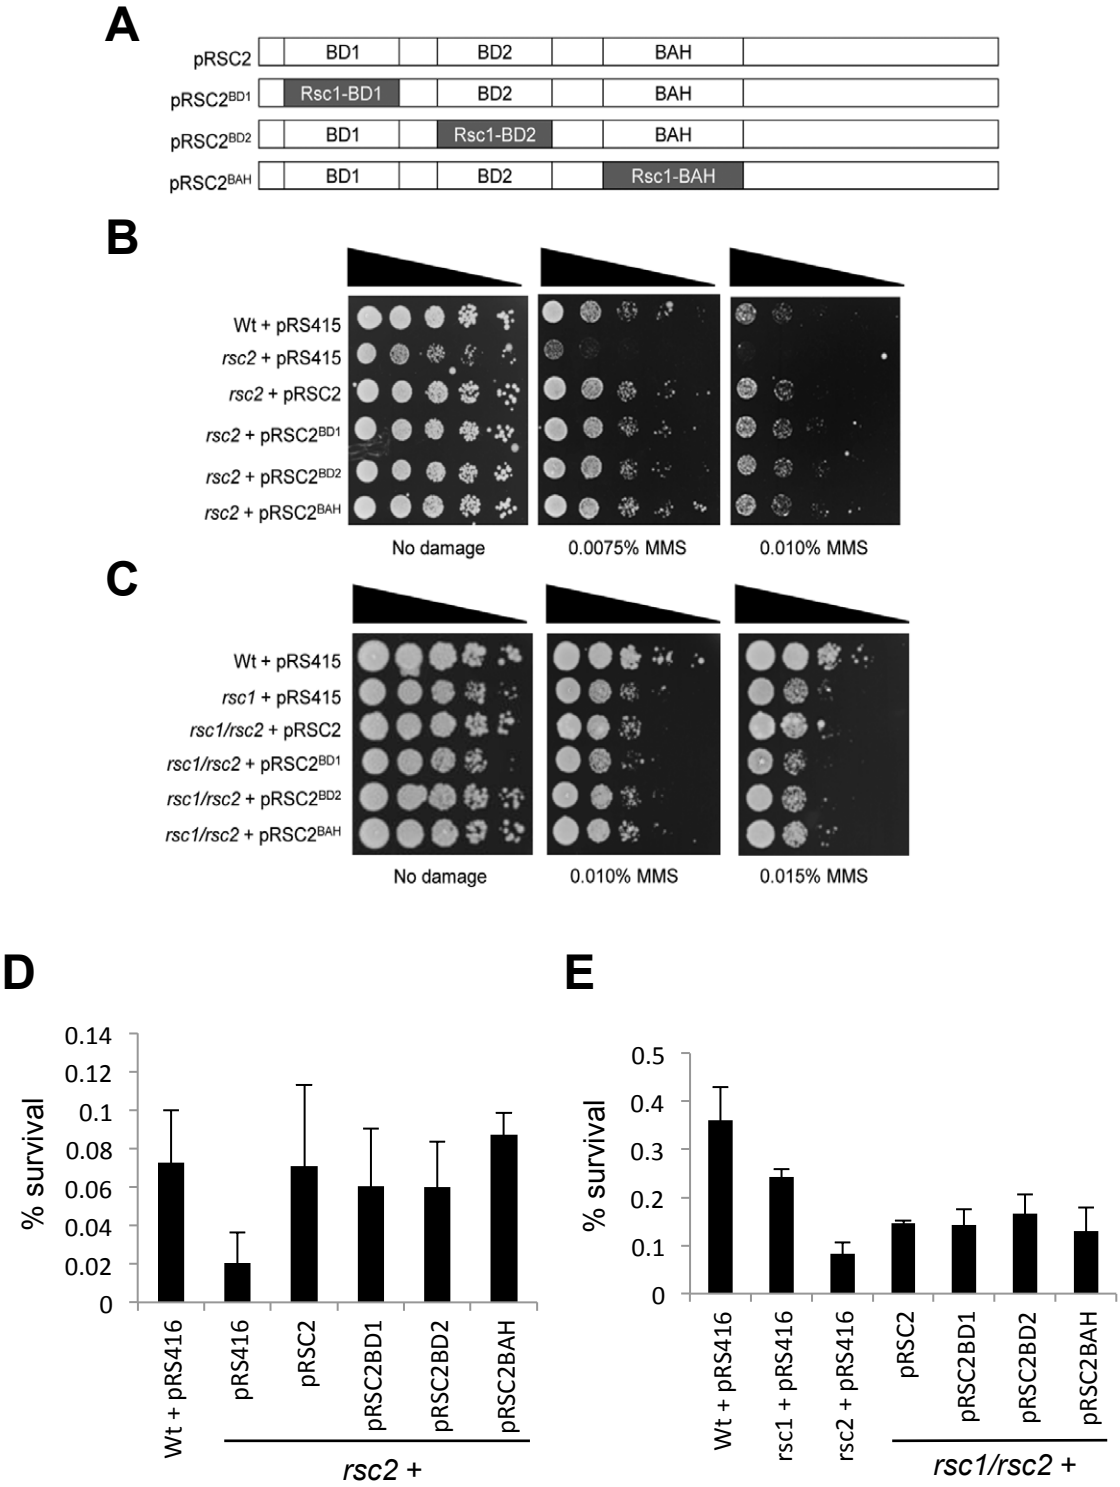 A
pRSC2 BD1 BD2 BAH
pRSC2BD1 Rsc1-BD1 BD2 BAH
pRSC2BD2 BD1 Rsc1-BD2 BAH
pRSC2BAH BD1 BD2 Rsc1-BAH
B
Wt + pRS415
rsc2 + pRS415
rsc2 + pRSC2
rsc2 + pRSC2BD1
rsc2 + pRSC2BD2
rsc2 + pRSC2BAH
No damage 0.0075% MMS 0.010% MMS
C
Wt + pRS415
rsc1 + pRS415
rsc1/rsc2 + pRSC2
rsc1/rsc2 + pRSC2BD1
rsc1/rsc2 + pRSC2BD2
rsc1/rsc2 + pRSC2BAH
No damage 0.010% MMS 0.015% MMS
D
% survival
0.14
0.12
0.1
0.08
0.06
0.04
0.02
0
Wt + pRS416
pRS416
pRSC2
pRSC2BD1
pRSC2BD2
pRSC2BAH
rsc2 +
E
% survival
0.5
0.4
0.3
0.2
0.1
0
Wt + pRS416
rsc1 + pRS416
rsc2 + pRS416
pRSC2
pRSC2BD1
pRSC2BD2
pRSC2BAH
rsc1/rsc2 +